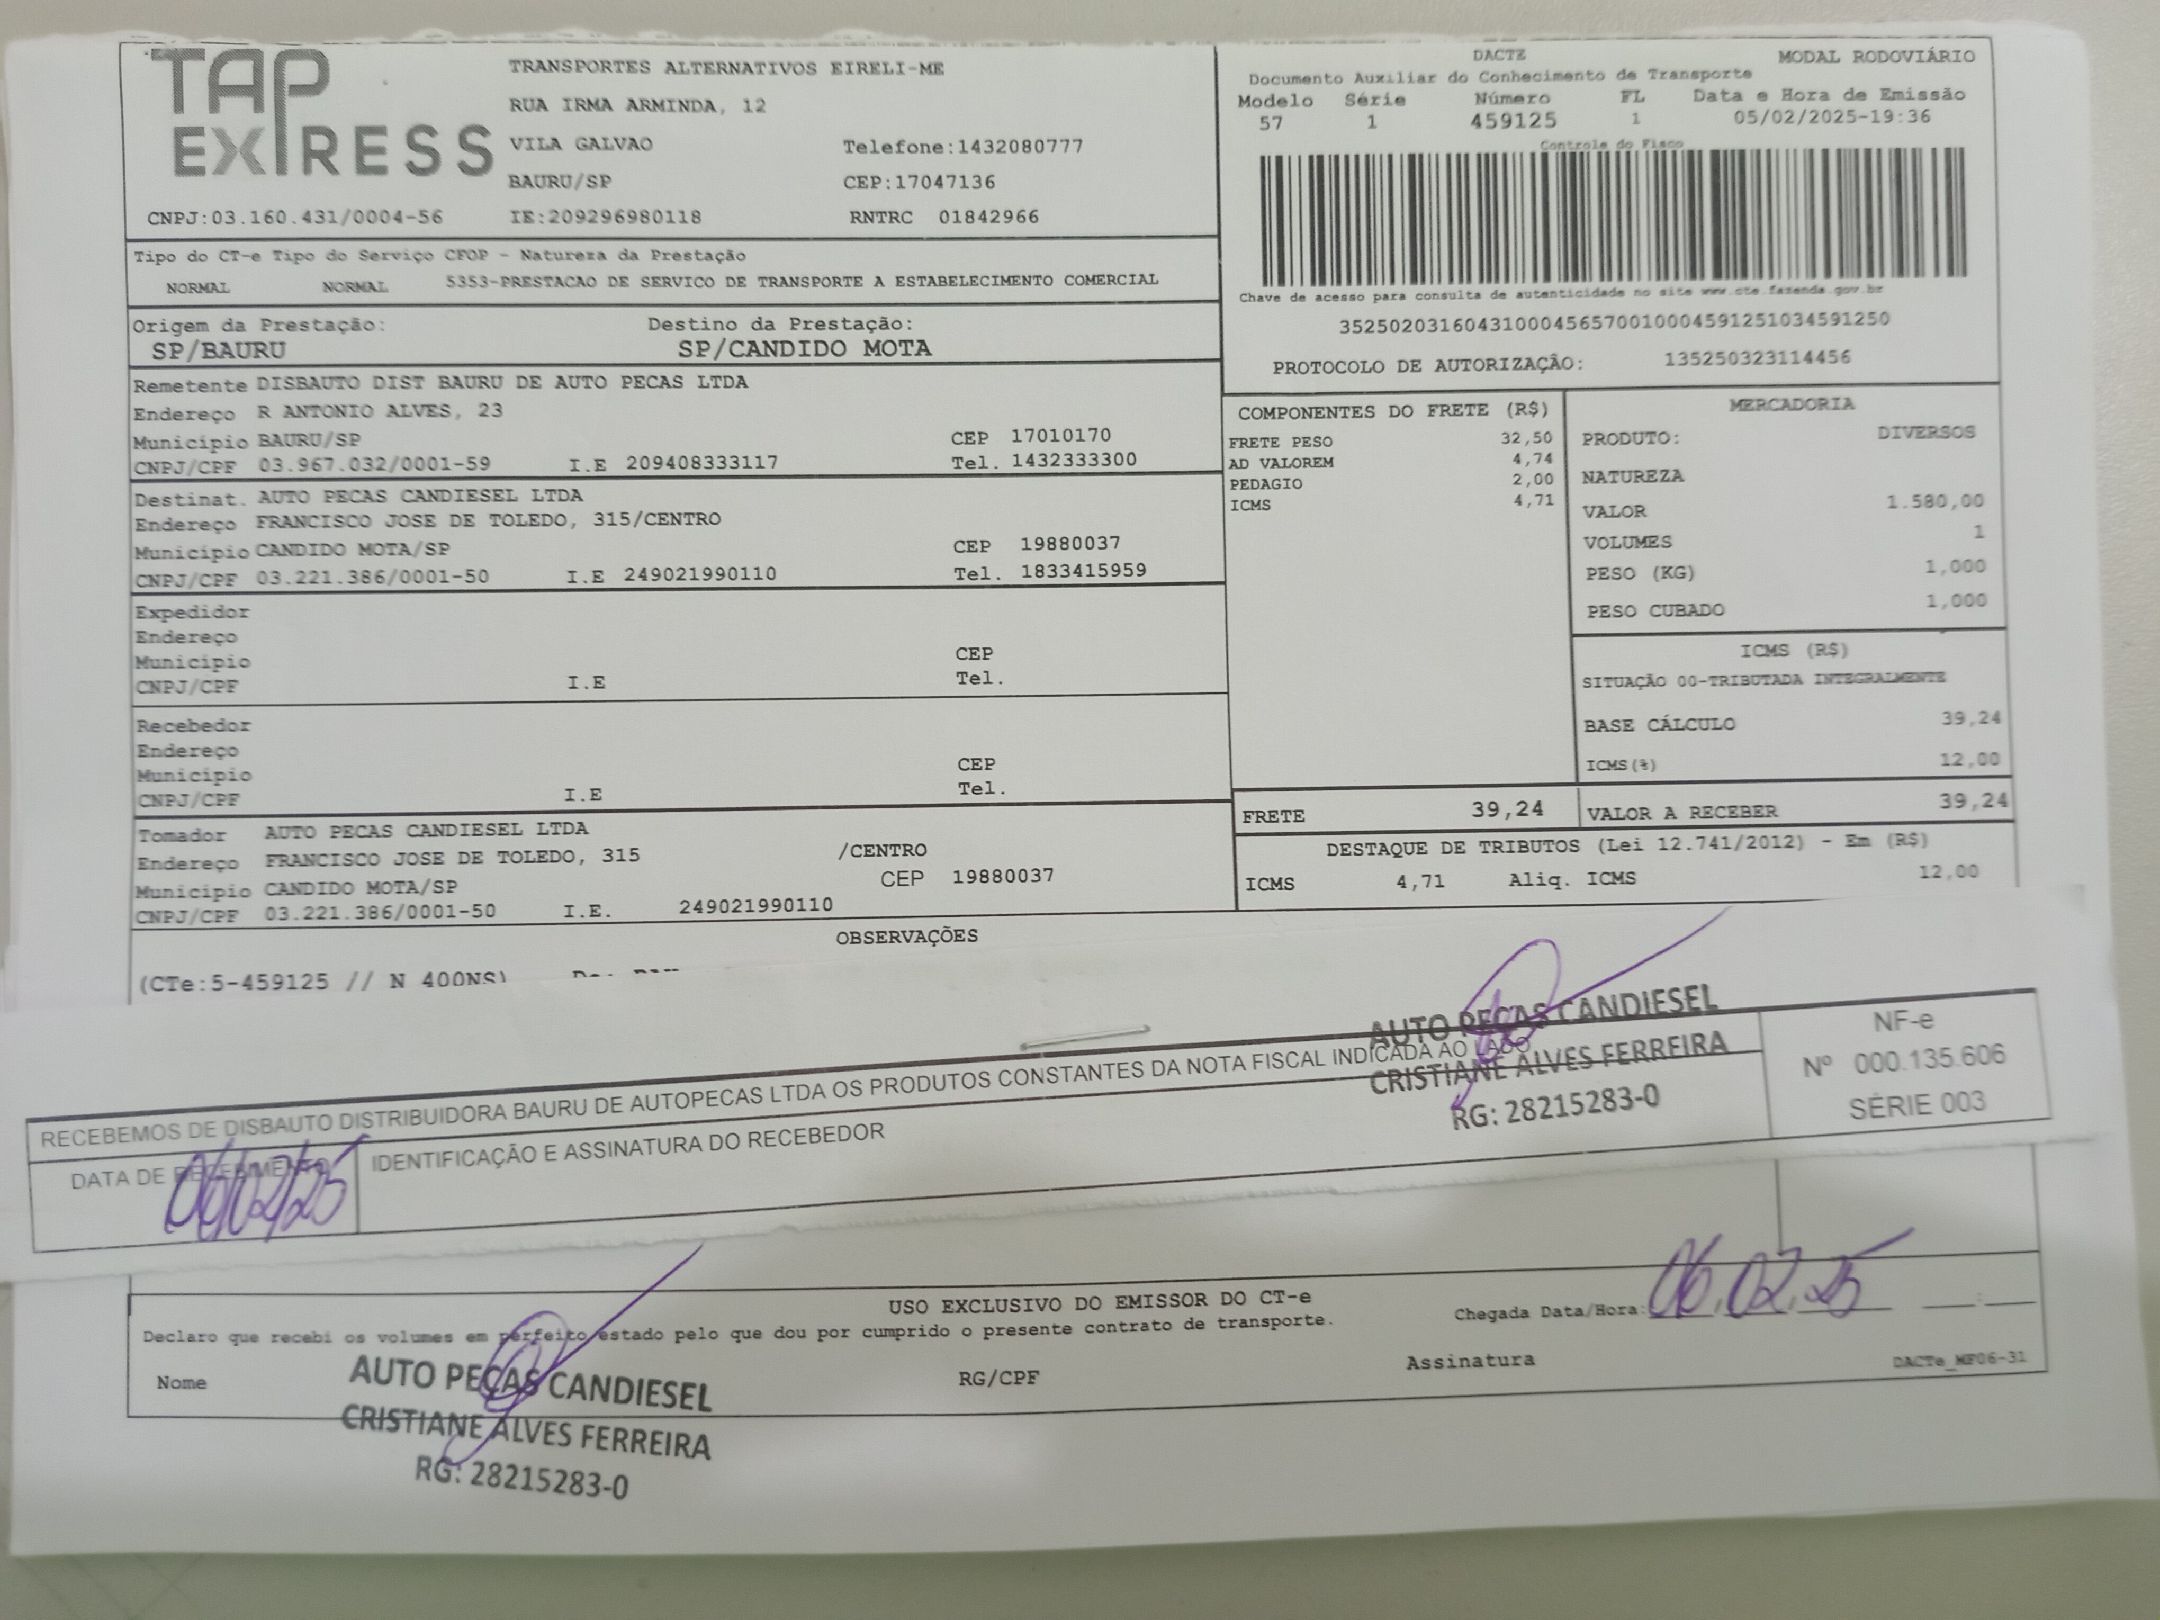 TAP EXPRESS
TRANSPORTES ALTERNATIVOS EIRELI-ME
RUA IRMA ARMINDA, 12
VILA GALVAO Telefone:1432080777
BAURU/SP CEP:17047136
CNPJ:03.160.431/0004-56 IE:209296980118 RNTRC 01842966
DACTE MODAL RODOVIÁRIO
Documento Auxiliar do Conhecimento de Transporte
Modelo Série Número FL Data e Hora de Emissão
57 1 459125 1 05/02/2025-19:36
Controle do Fisco
Chave de acesso para consulta de autenticidade no site www.cte.fazenda.gov.br
35250203160431000456570010004591251034591250
PROTOCOLO DE AUTORIZAÇÃO: 135250323114456
Tipo do CT-e Tipo do Serviço CFOP - Natureza da Prestação
NORMAL NORMAL 5353-PRESTACAO DE SERVICO DE TRANSPORTE A ESTABELECIMENTO COMERCIAL
Origem da Prestação: Destino da Prestação:
SP/BAURU SP/CANDIDO MOTA
Remetente DISBAUTO DIST BAURU DE AUTO PECAS LTDA
Endereço R ANTONIO ALVES, 23
Município BAURU/SP CEP 17010170
CNPJ/CPF 03.967.032/0001-59 I.E 209408333117 Tel. 1432333300
Destinat. AUTO PECAS CANDIESEL LTDA
Endereço FRANCISCO JOSE DE TOLEDO, 315/CENTRO
Município CANDIDO MOTA/SP CEP 19880037
CNPJ/CPF 03.221.386/0001-50 I.E 249021990110 Tel. 1833415959
Expedidor
Endereço
Município CEP
CNPJ/CPF I.E Tel.
Recebedor
Endereço
Município CEP
CNPJ/CPF I.E Tel.
Tomador AUTO PECAS CANDIESEL LTDA
Endereço FRANCISCO JOSE DE TOLEDO, 315 /CENTRO
Município CANDIDO MOTA/SP CEP 19880037
CNPJ/CPF 03.221.386/0001-50 I.E. 249021990110
COMPONENTES DO FRETE (R$)
FRETE PESO 32,50
AD VALOREM 4,74
PEDAGIO 2,00
ICMS 4,71
MERCADORIA
PRODUTO: DIVERSOS
NATUREZA
VALOR 1.580,00
VOLUMES 1
PESO (KG) 1,000
PESO CUBADO 1,000
ICMS (R$)
SITUAÇÃO 00-TRIBUTADA INTEGRALMENTE
BASE CÁLCULO 39,24
ICMS(%) 12,00
FRETE 39,24 VALOR A RECEBER 39,24
DESTAQUE DE TRIBUTOS (Lei 12.741/2012) - Em (R$)
ICMS 4,71 Aliq. ICMS 12,00
OBSERVAÇÕES
(CTe:5-459125 // N 400NS)
RECEBEMOS DE DISBAUTO DISTRIBUIDORA BAURU DE AUTOPECAS LTDA OS PRODUTOS CONSTANTES DA NOTA FISCAL INDICADA AO LADO
DATA DE RECEBIMENTO IDENTIFICAÇÃO E ASSINATURA DO RECEBEDOR
06/02/25
AUTO PEÇAS CANDIESEL
CRISTIANE ALVES FERREIRA
RG: 28215283-0
NF-e
Nº 000.135.606
SÉRIE 003
USO EXCLUSIVO DO EMISSOR DO CT-e
Declaro que recebi os volumes em perfeito estado pelo que dou por cumprido o presente contrato de transporte.
Chegada Data/Hora: 06.02.25
Nome RG/CPF Assinatura DACTe_MF06-31
AUTO PEÇAS CANDIESEL
CRISTIANE ALVES FERREIRA
RG: 28215283-0